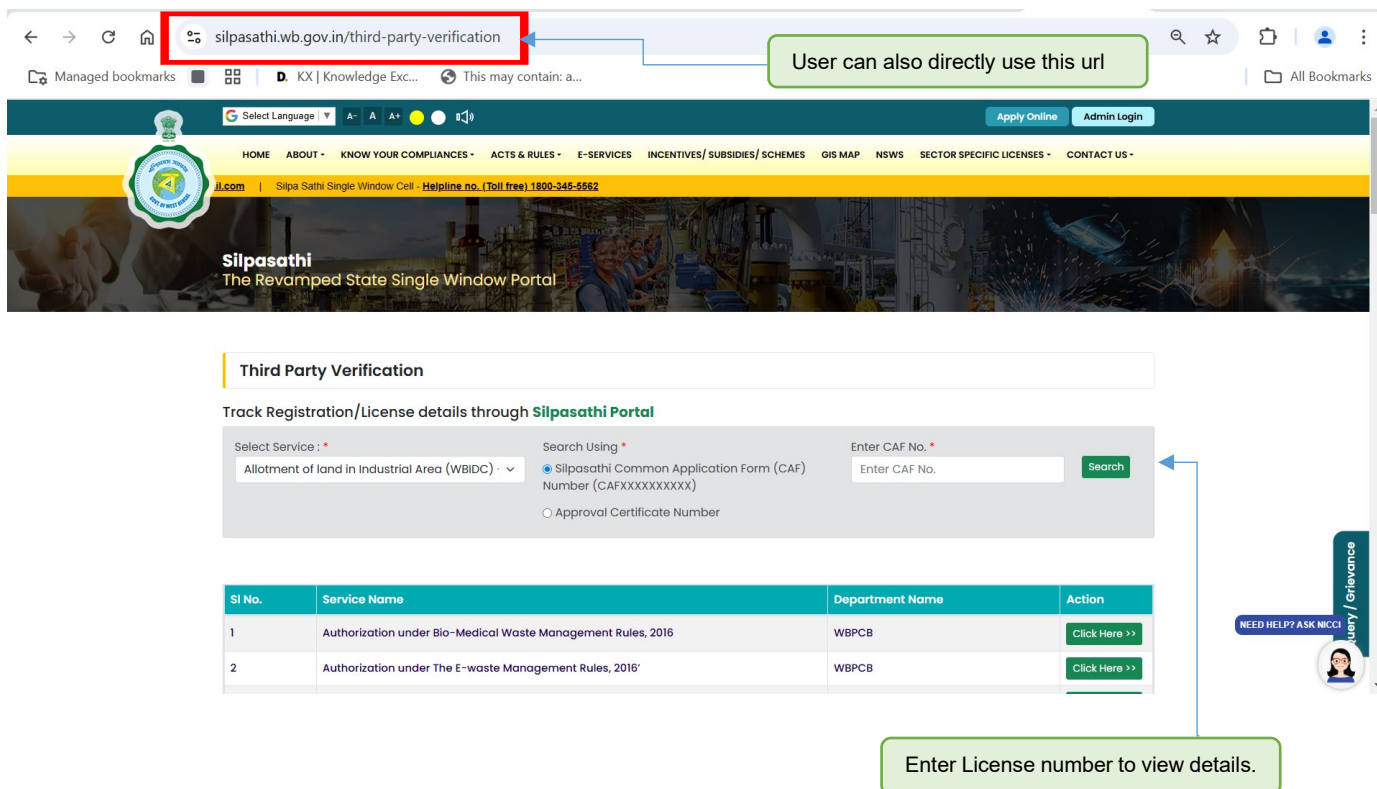 silpasathi.wb.gov.in/third-party-verification
User can also directly use this url
Managed bookmarks
D. KX | Knowledge Exc...
This may contain: a...
All Bookmarks
G Select Language ▼ A- A A+
Apply Online Admin Login
HOME ABOUT KNOW YOUR COMPLIANCES ACTS & RULES E-SERVICES INCENTIVES/ SUBSIDIES/ SCHEMES GIS MAP NSWS SECTOR SPECIFIC LICENSES CONTACT US
il.com | Silpa Sathi Single Window Cell - Helpline no. (Toll free) 1800-345-5562
Silpasathi
The Revamped State Single Window Portal
Third Party Verification
Track Registration/License details through Silpasathi Portal
Select Service : *
Allotment of land in Industrial Area (WBIDC) -
Search Using *
Silpasathi Common Application Form (CAF)
Number (CAFXXXXXXXXXX)
Approval Certificate Number
Enter CAF No. *
Enter CAF No.
Search
Sl No. Service Name Department Name Action
1 Authorization under Bio-Medical Waste Management Rules, 2016 WBPCB Click Here >>
2 Authorization under The E-waste Management Rules, 2016' WBPCB Click Here >>
Query / Grievance
NEED HELP? ASK NICCI
Enter License number to view details.